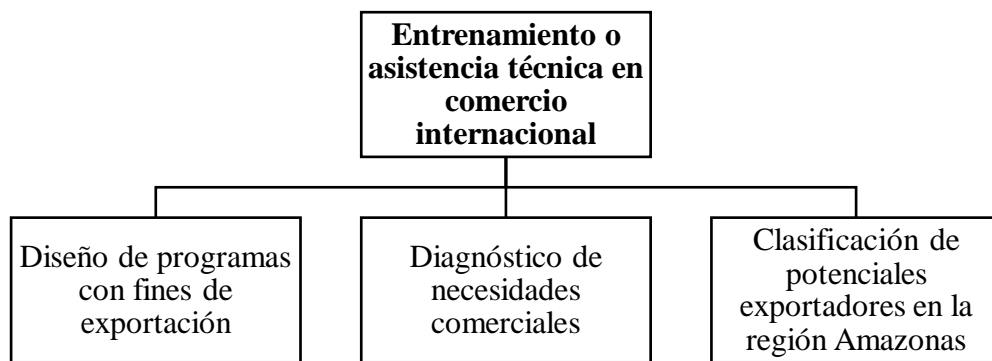 Entrenamiento o
asistencia técnica en
comercio
internacional
Diseño de programas
con fines de
exportación
Diagnóstico de
necesidades
comerciales
Clasificación de
potenciales
exportadores en la
región Amazonas